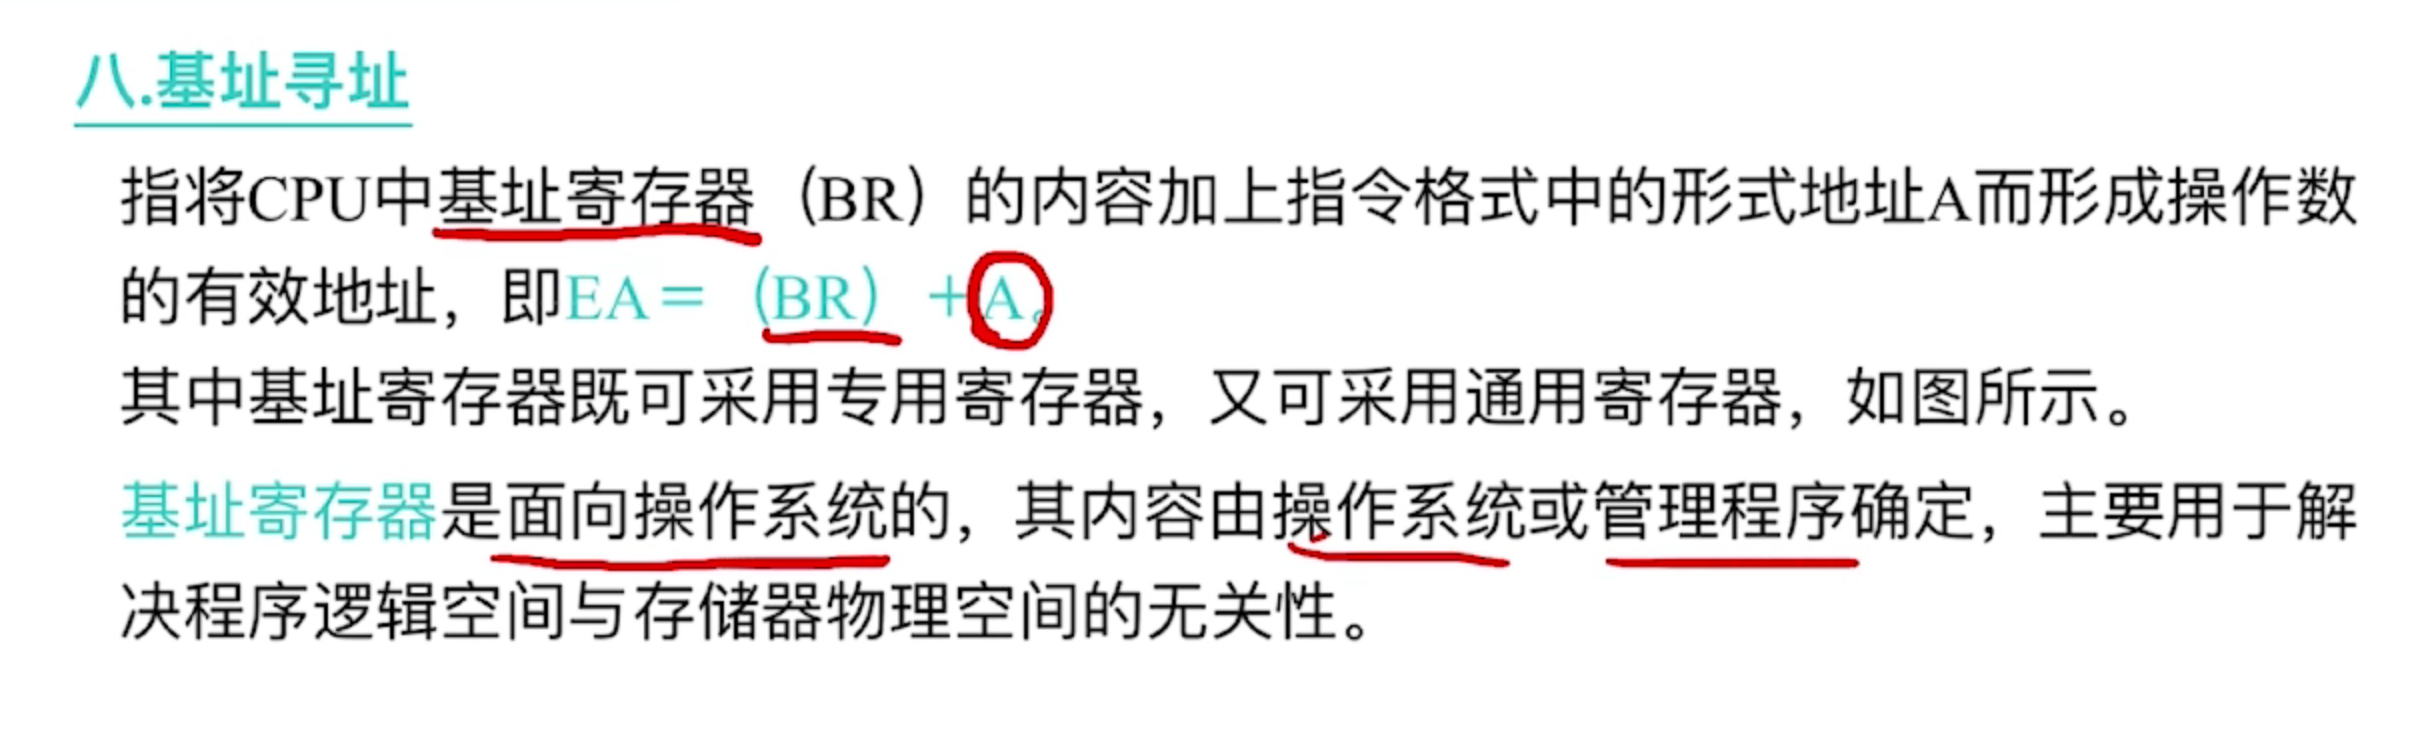 八.基址寻址
指将CPU中基址寄存器（BR）的内容加上指令格式中的形式地址A而形成操作数
的有效地址，即EA＝（BR）+A。
其中基址寄存器既可采用专用寄存器，又可采用通用寄存器，如图所示。
基址寄存器是面向操作系统的，其内容由操作系统或管理程序确定，主要用于解
决程序逻辑空间与存储器物理空间的无关性。